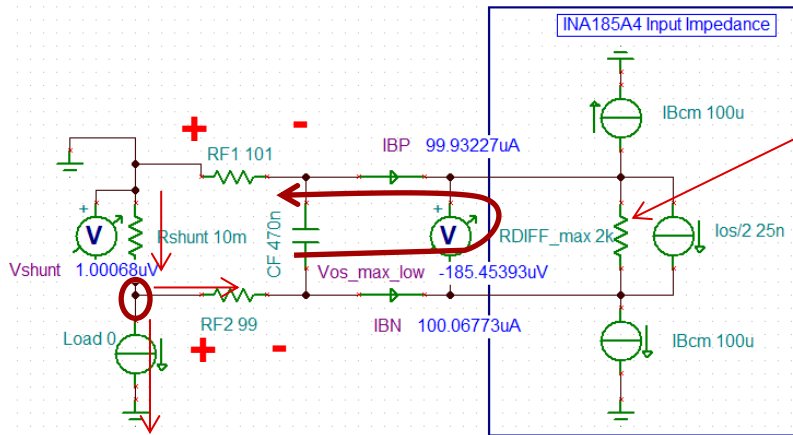 INA185A4 Input Impedance
IBcm 100u
+ -
IBP 99.93227uA
RF1 101
+
V
Rshunt 10m
CF 470n
+
V
RDIFF_max 2k
Ios/2 25n
Vshunt 1.00068uV
Vos_max_low -185.45393uV
RF2 99
IBN 100.06773uA
Load 0
+ -
IBcm 100u